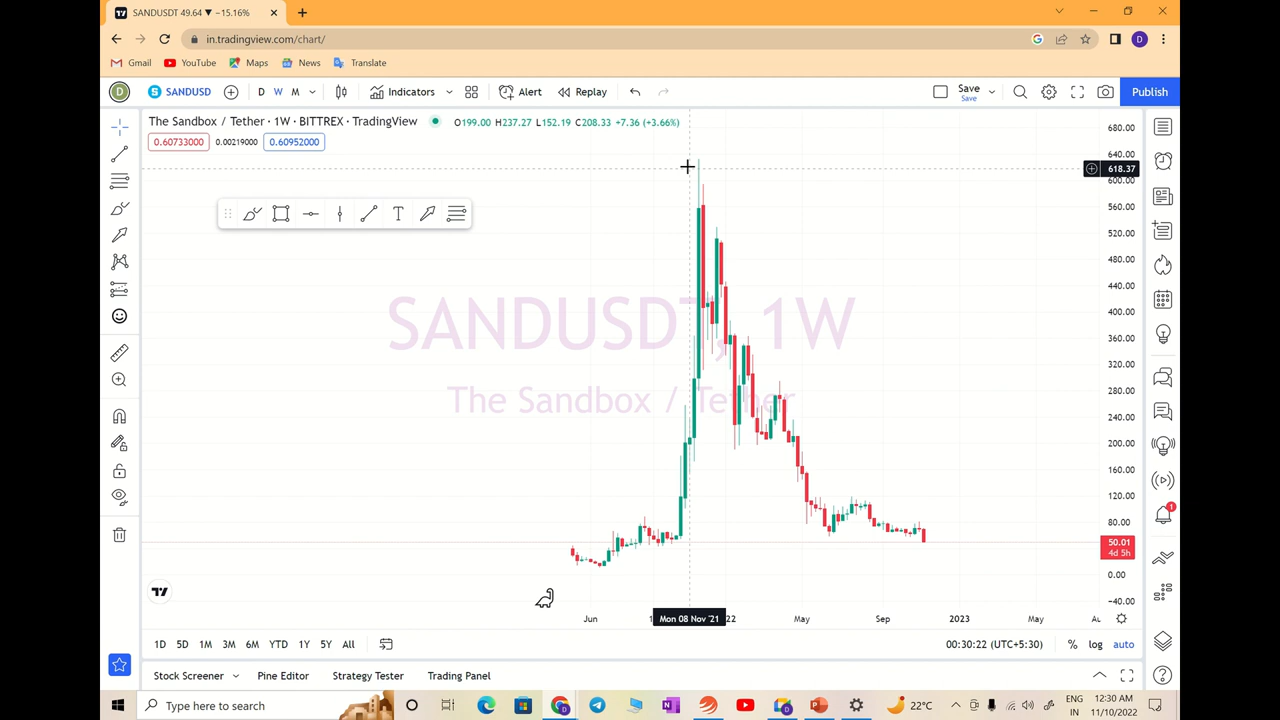 SANDUSDT 49.64 ▼ −15.16%
in.tradingview.com/chart/
D
Gmail YouTube Maps News Translate
D SANDUSD D W M Indicators Alert Replay Save Save Publish
The Sandbox / Tether · 1W · BITTREX · TradingView O199.00 H237.27 L152.19 C208.33 +7.36 (+3.66%)
0.60733000 0.00219000 0.60952000
T
680.00
640.00
618.37
600.00
560.00
520.00
480.00
440.00
400.00
360.00
320.00
280.00
240.00
200.00
160.00
120.00
80.00
50.01
4d 5h
0.00
−40.00
SANDUSDT, 1W
The Sandbox / Tether
1
Jun Mon 08 Nov '21 22 May Sep 2023 May
1D 5D 1M 3M 6M YTD 1Y 5Y All 00:30:22 (UTC+5:30) % log auto
Stock Screener Pine Editor Strategy Tester Trading Panel
Type here to search 22°C ENG IN 12:30 AM 11/10/2022